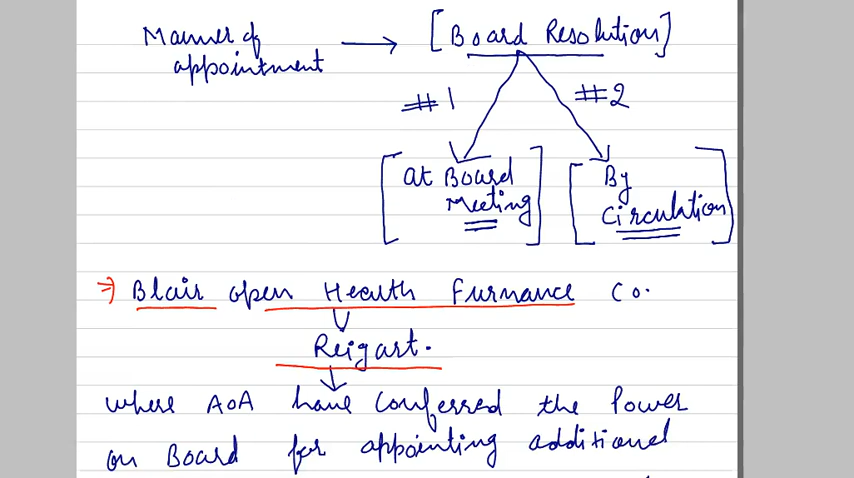 Manner of → [Board Resolution]
appointment
#1 #2
[at Board Meeting] [By Circulation]
→ Blair open Hearth Furnance Co.
Reigart.
where AOA have conferred the Power
on Board for appointing additional